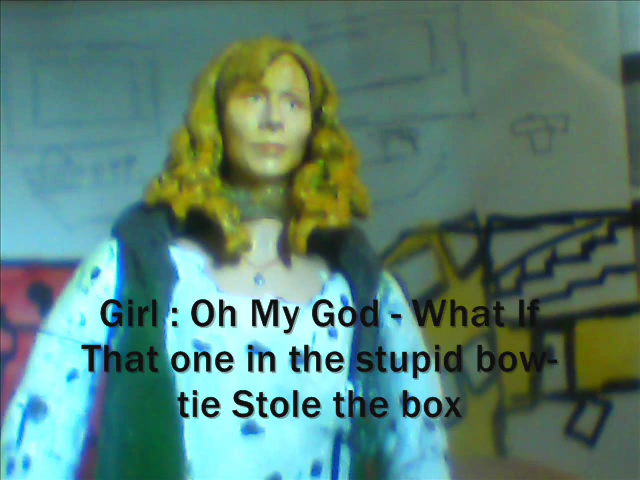 Girl : Oh My God - What If
That one in the stupid bow-
tie Stole the box